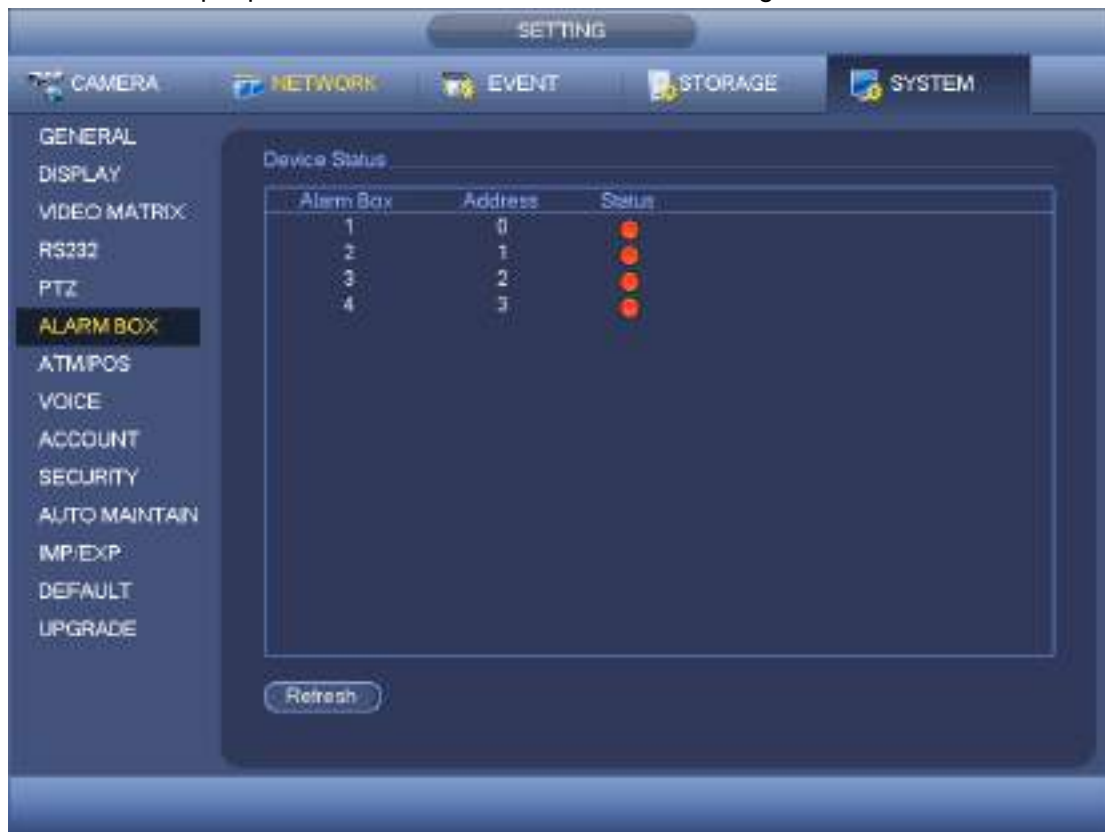 SETTING
CAMERA NETWORK EVENT STORAGE SYSTEM
GENERAL
DISPLAY
VIDEO MATRIX
RS232
PTZ
ALARM BOX
ATM/POS
VOICE
ACCOUNT
SECURITY
AUTO MAINTAIN
IMP/EXP
DEFAULT
UPGRADE
Device Status
Alarm Box Address Status
1 0
2 1
3 2
4 3
Refresh